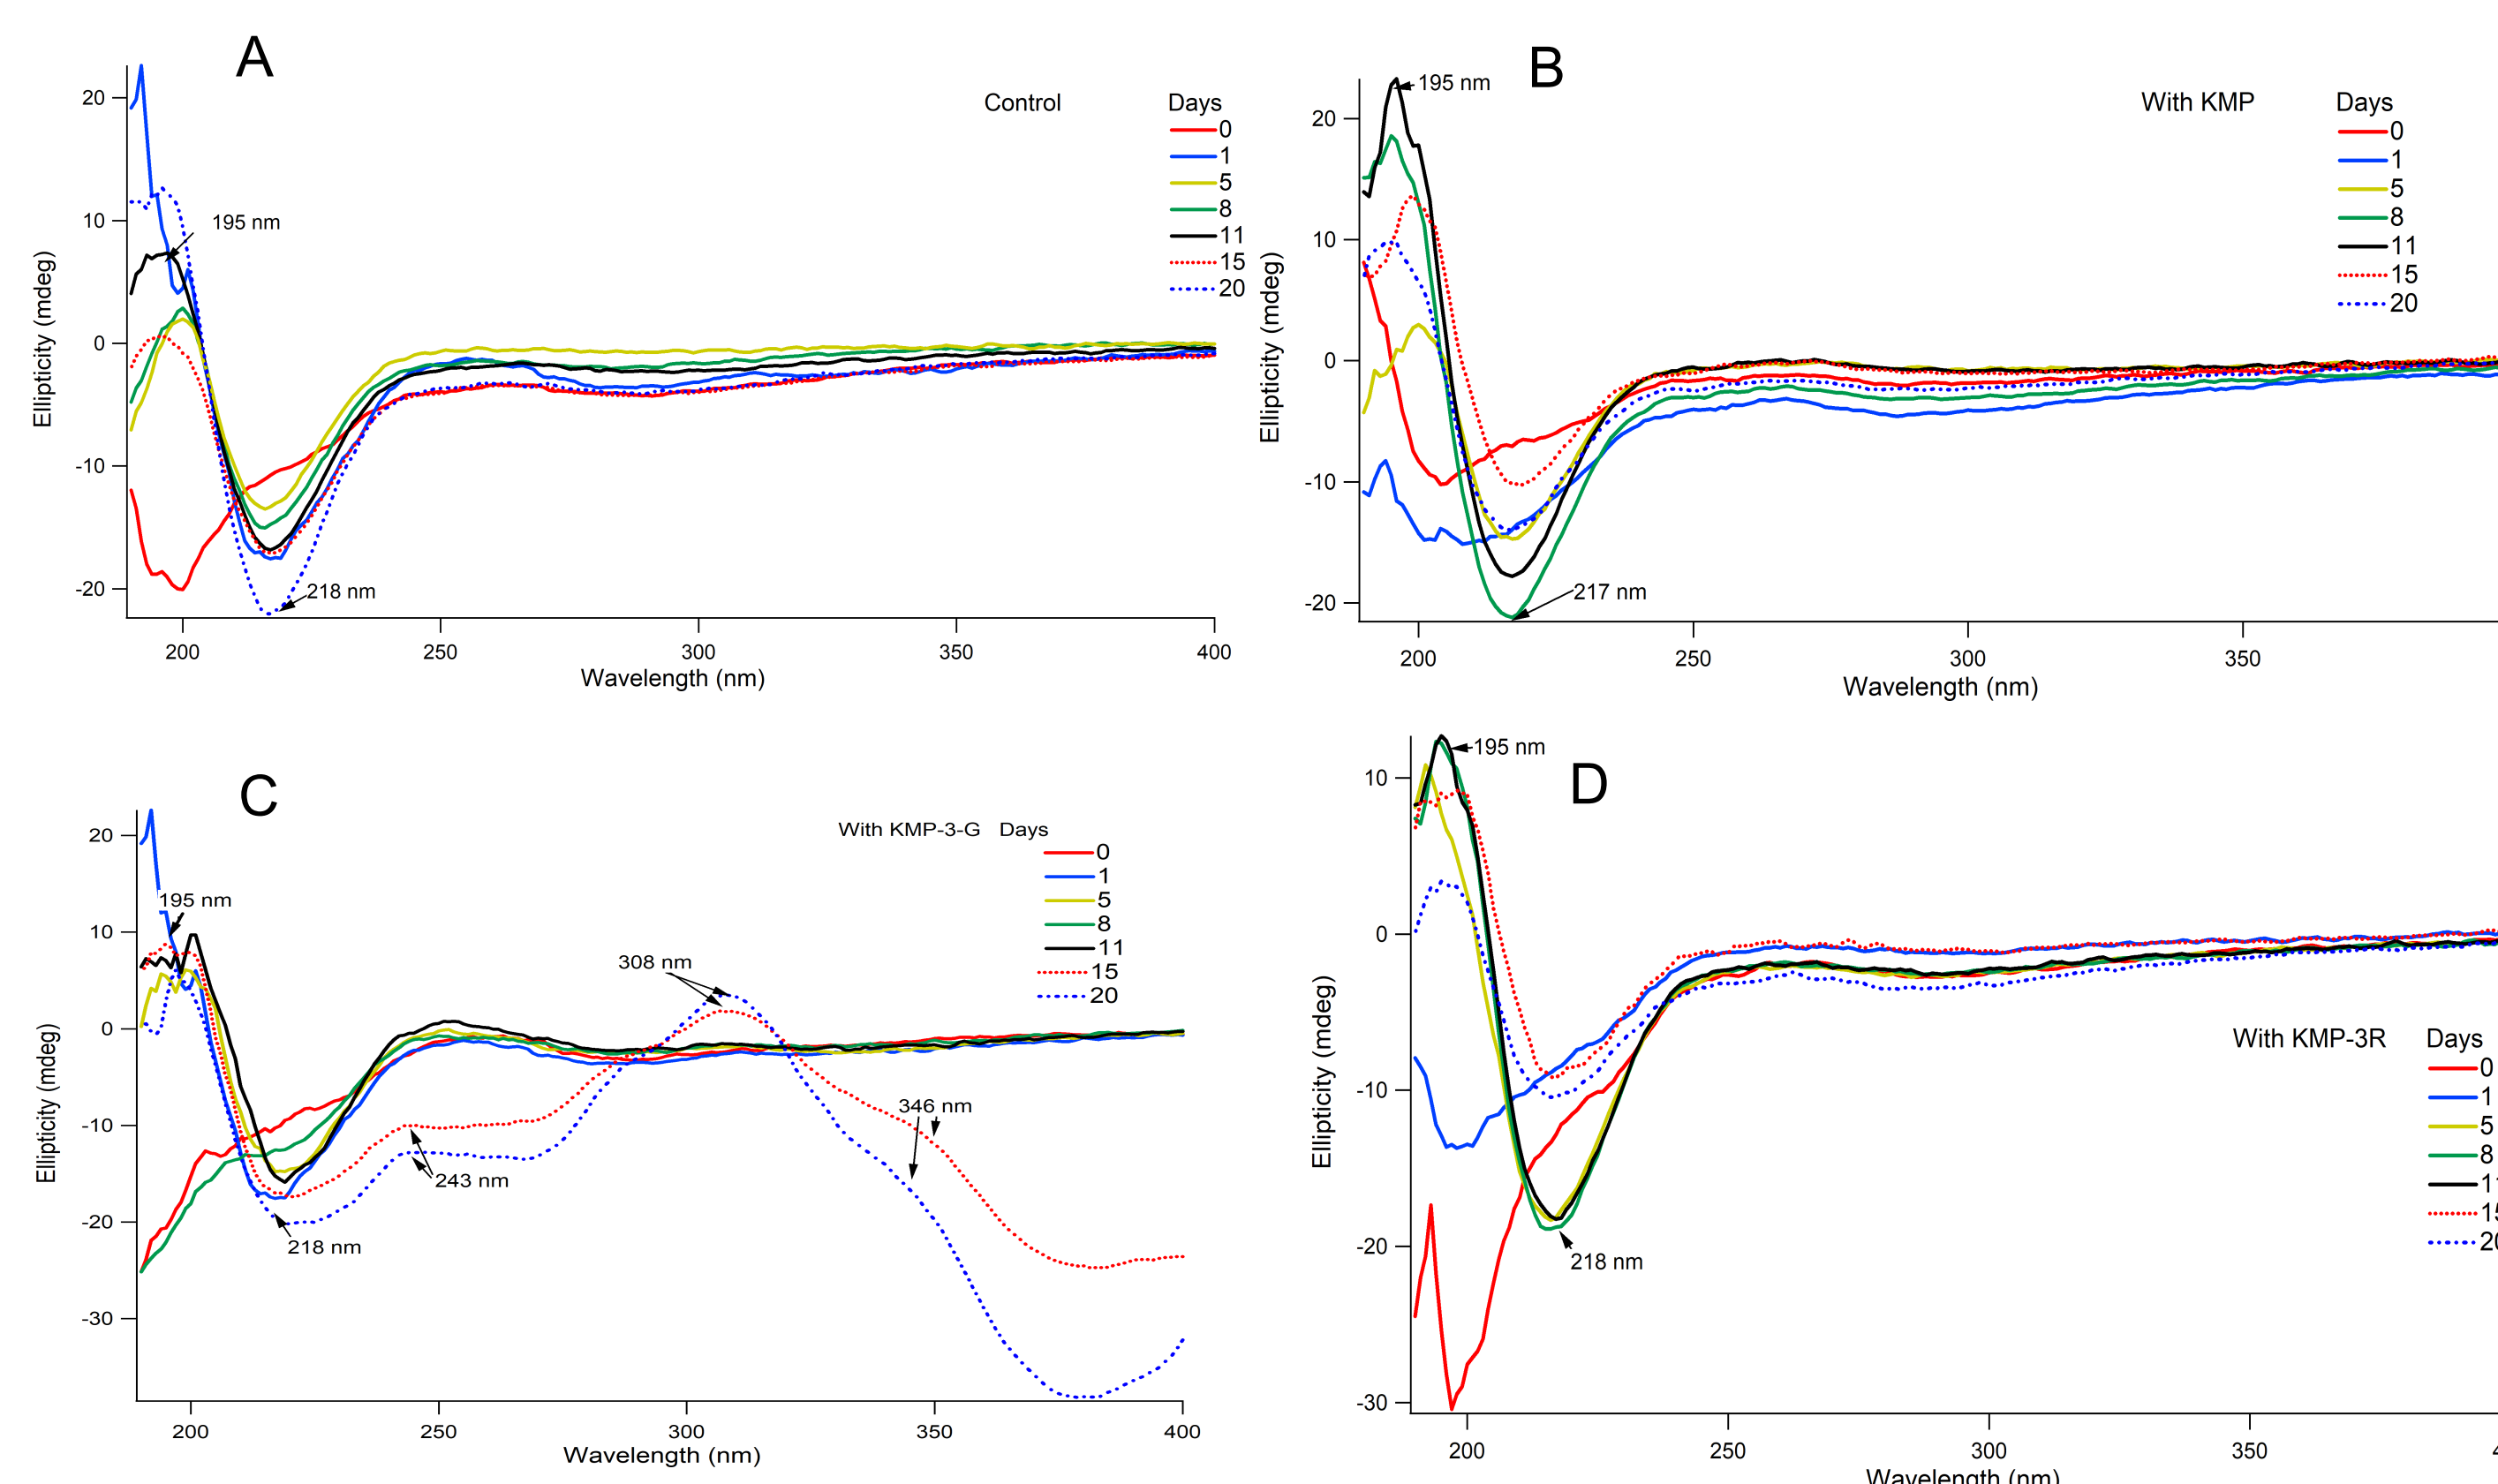 A
Control
Days
0
1
5
8
11
15
20
195 nm
218 nm
20
10
0
-10
-20
Ellipticity (mdeg)
200
250
300
350
400
Wavelength (nm)
B
With KMP
Days
0
1
5
8
11
15
20
195 nm
217 nm
20
10
0
-10
-20
Ellipticity (mdeg)
200
250
300
350
Wavelength (nm)
C
With KMP-3-G Days
0
1
5
8
11
15
20
195 nm
308 nm
346 nm
243 nm
218 nm
20
10
0
-10
-20
-30
Ellipticity (mdeg)
200
250
300
350
400
Wavelength (nm)
D
195 nm
With KMP-3R Days
0
1
5
8
218 nm
10
0
-10
-20
-30
Ellipticity (mdeg)
200
250
300
350
Wavelength (nm)